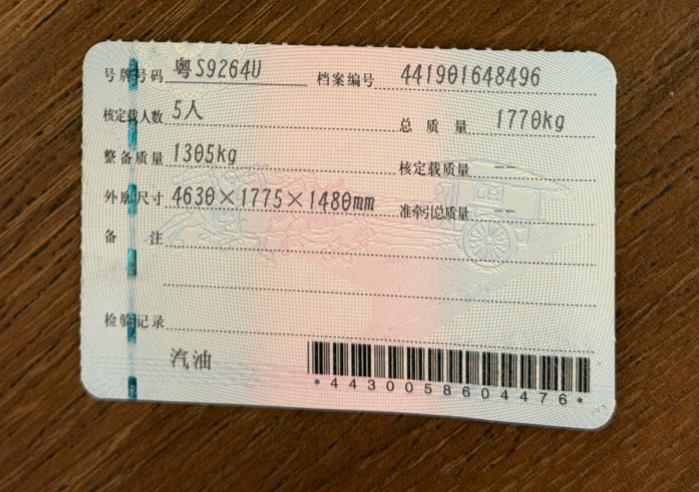 号牌号码 粤S9264U 档案编号 441901648496
核定载人数 5人 总质量 1770kg
整备质量 1305kg 核定载质量 --
外廓尺寸 4630×1775×1480mm 准牵引总质量 --
备注
检验记录
汽油
*4430058604476*